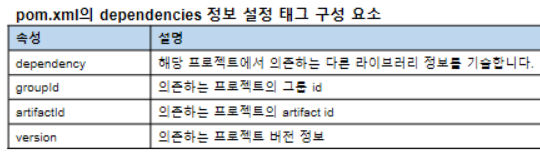 pom.xml의 dependencies 정보 설정 태그 구성 요소
속성 설명
dependency 해당 프로젝트에서 의존하는 다른 라이브러리 정보를 기술합니다.
groupId 의존하는 프로젝트의 그룹 id
artifactId 의존하는 프로젝트의 artifact id
version 의존하는 프로젝트 버전 정보